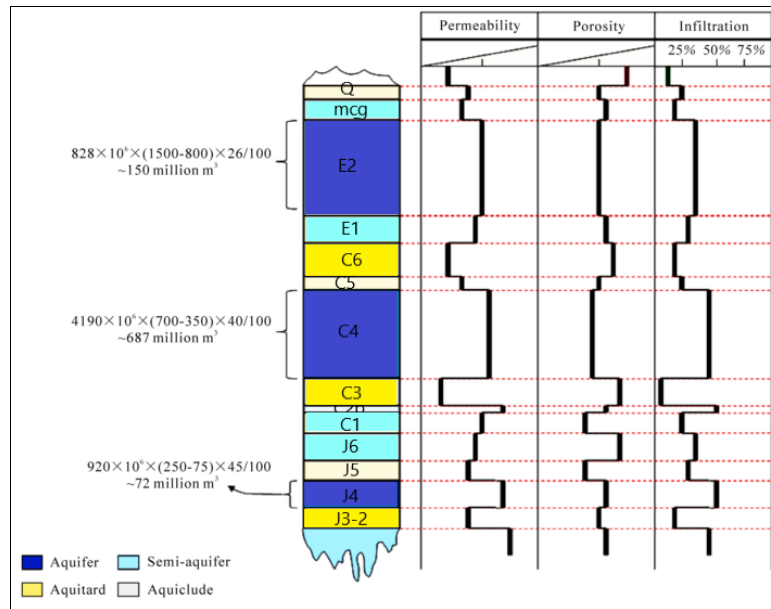 Permeability Porosity Infiltration
25% 50% 75%
Q
mcg
828×10⁶×(1500-800)×26/100
~150 million m³
E2
E1
C6
C5
4190×10⁶×(700-350)×40/100
~687 million m³
C4
C3
C1
J6
920×10⁶×(250-75)×45/100
~72 million m³
J5
J4
J3-2
Aquifer Semi-aquifer
Aquitard Aquiclude